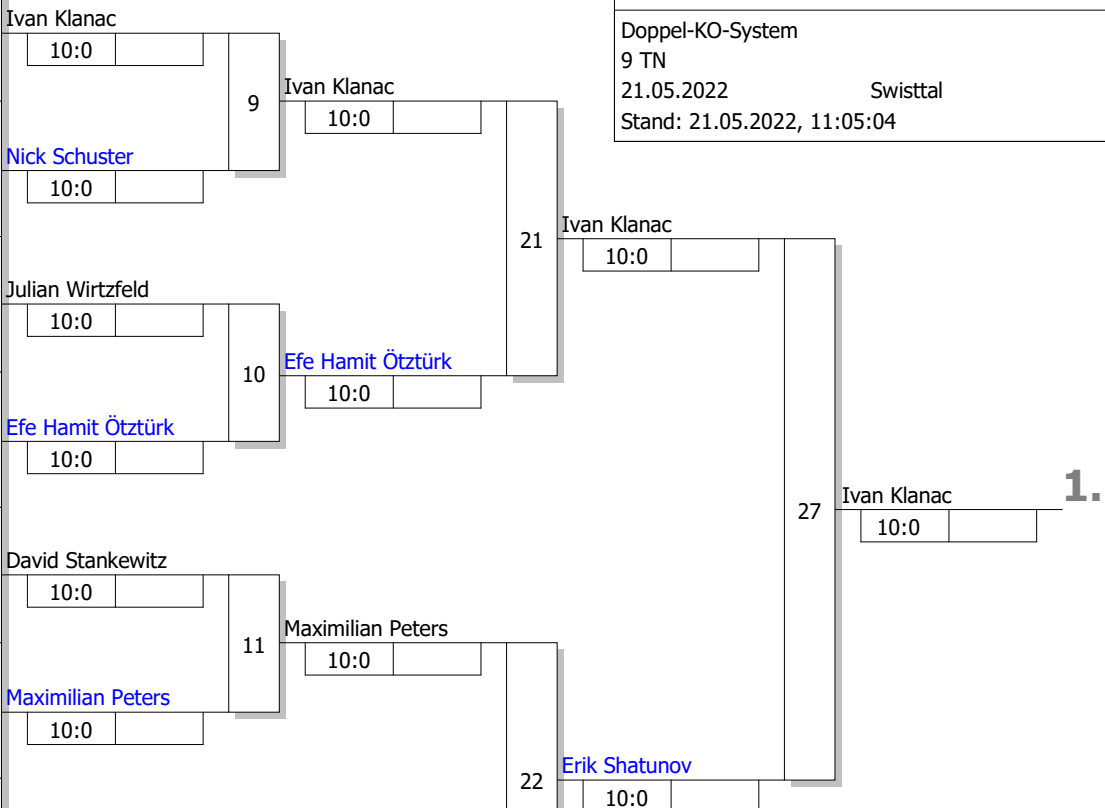 Ivan Klanac
10:0
9
Nick Schuster
10:0
Ivan Klanac
10:0
Julian Wirtzfeld
10:0
10
Efe Hamit Ötztürk
10:0
Efe Hamit Ötztürk
10:0
21
Ivan Klanac
10:0
David Stankewitz
10:0
11
Maximilian Peters
10:0
Maximilian Peters
10:0
22
Erik Shatunov
10:0
27
Ivan Klanac
10:0
1.
Doppel-KO-System
9 TN
21.05.2022 Swisttal
Stand: 21.05.2022, 11:05:04